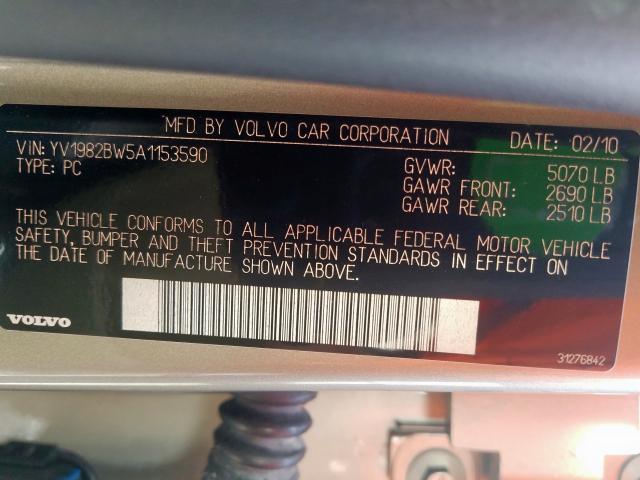 MFD BY VOLVO CAR CORPORATION DATE: 02/10
VIN: YV1982BW5A1153590
TYPE: PC
GVWR: 5070 LB
GAWR FRONT: 2690 LB
GAWR REAR: 2510 LB
THIS VEHICLE CONFORMS TO ALL APPLICABLE FEDERAL MOTOR VEHICLE
SAFETY, BUMPER AND THEFT PREVENTION STANDARDS IN EFFECT ON
THE DATE OF MANUFACTURE SHOWN ABOVE.
VOLVO
31276842